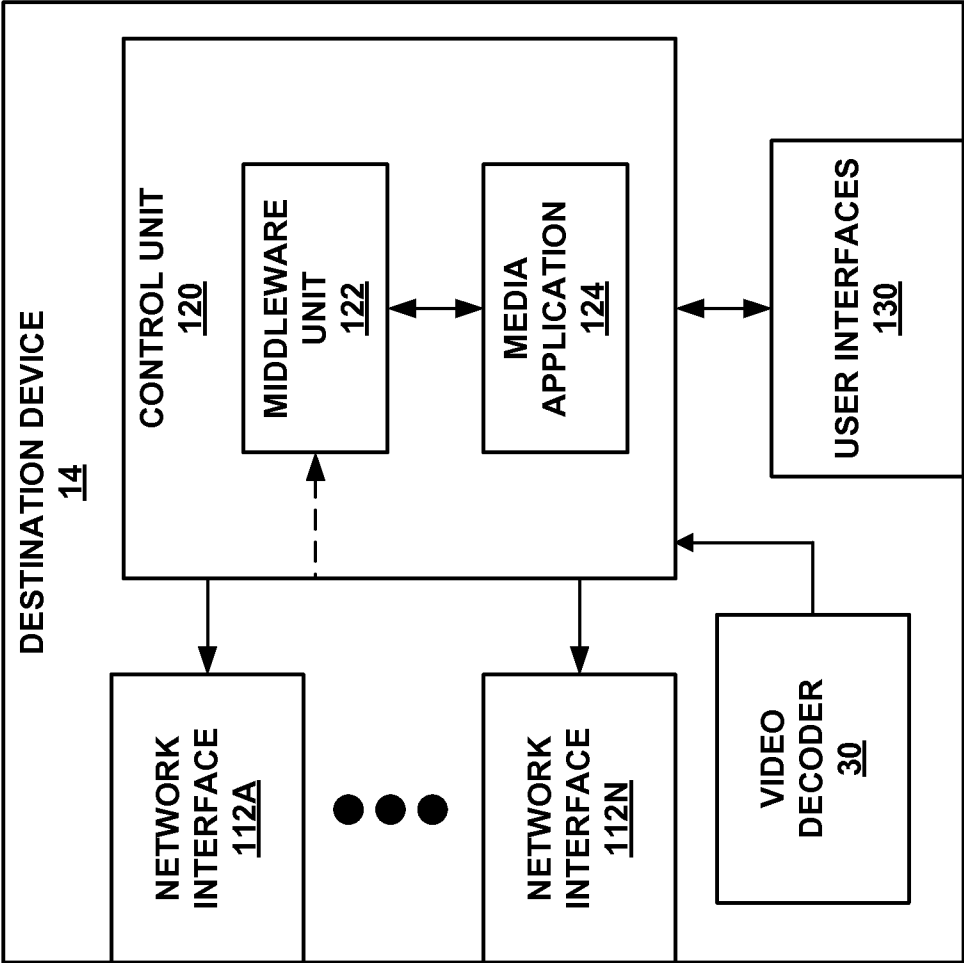 DESTINATION DEVICE
14
CONTROL UNIT
120
MIDDLEWARE
UNIT
122
MEDIA
APPLICATION
124
USER INTERFACES
130
NETWORK
INTERFACE
112A
NETWORK
INTERFACE
112N
VIDEO
DECODER
30